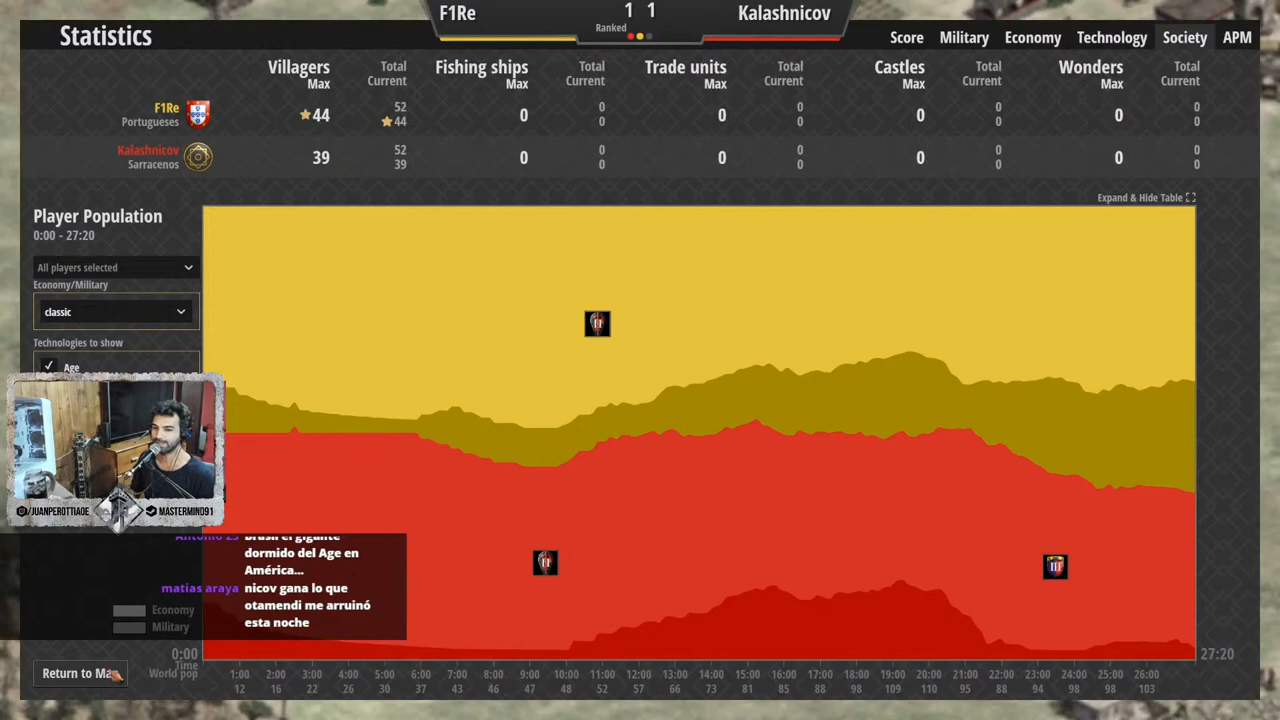 F1Re
1 1
Kalashnicov
Ranked
Statistics
Score Military Economy Technology Society APM
Villagers Max Total Current
Fishing ships Max Total Current
Trade units Max Total Current
Castles Max Total Current
Wonders Max Total Current
F1Re
Portugueses
44 52 44 0 0 0 0 0 0 0 0 0 0 0 0
Kalashnicov
Sarracenos
39 52 39 0 0 0 0 0 0 0 0 0 0 0 0
Expand & Hide Table
Player Population
0:00 - 27:20
All players selected
Economy/Military
classic
Technologies to show
Age
II
II
III
@JUANPEROTTIAOE
MASTERMIND91
Antonio 23 brasil el gigante
dormido del Age en
América...
matias araya nicov gana lo que
otamendi me arruinó
esta noche
Economy
Military
0:00
27:20
Return to Ma
Time
World pop
1:00 2:00 3:00 4:00 5:00 6:00 7:00 8:00 9:00 10:00 11:00 12:00 13:00 14:00 15:00 16:00 17:00 18:00 19:00 20:00 21:00 22:00 23:00 24:00 25:00 26:00
12 16 22 26 30 37 43 46 47 48 52 57 66 73 81 85 88 98 109 110 95 88 94 98 98 103